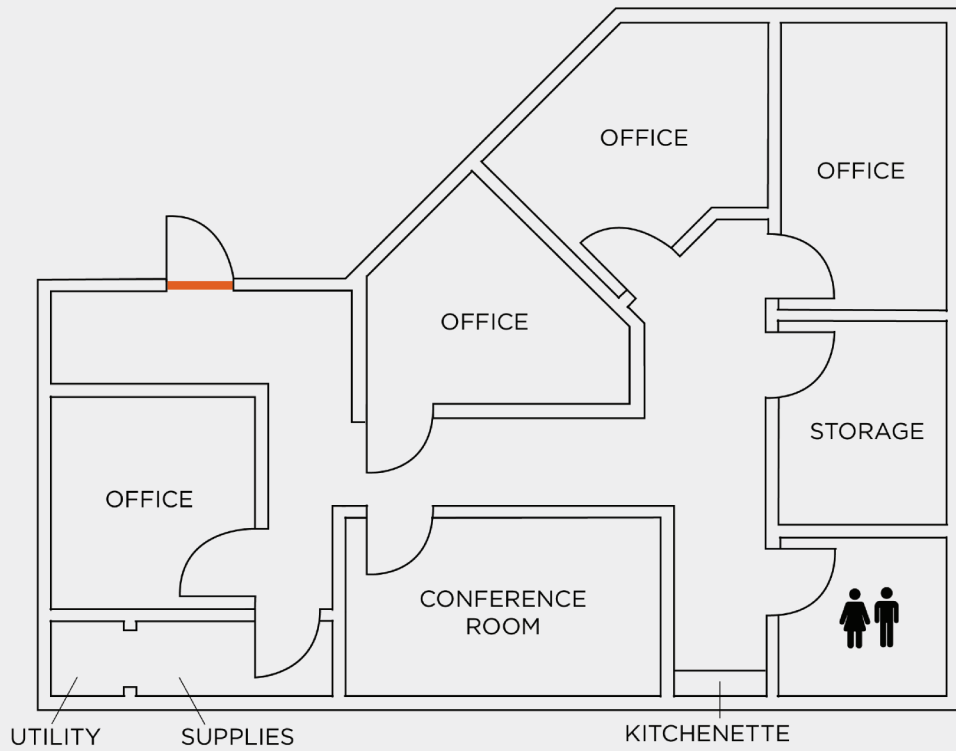 OFFICE
OFFICE
OFFICE
STORAGE
OFFICE
CONFERENCE
ROOM
UTILITY
SUPPLIES
KITCHENETTE